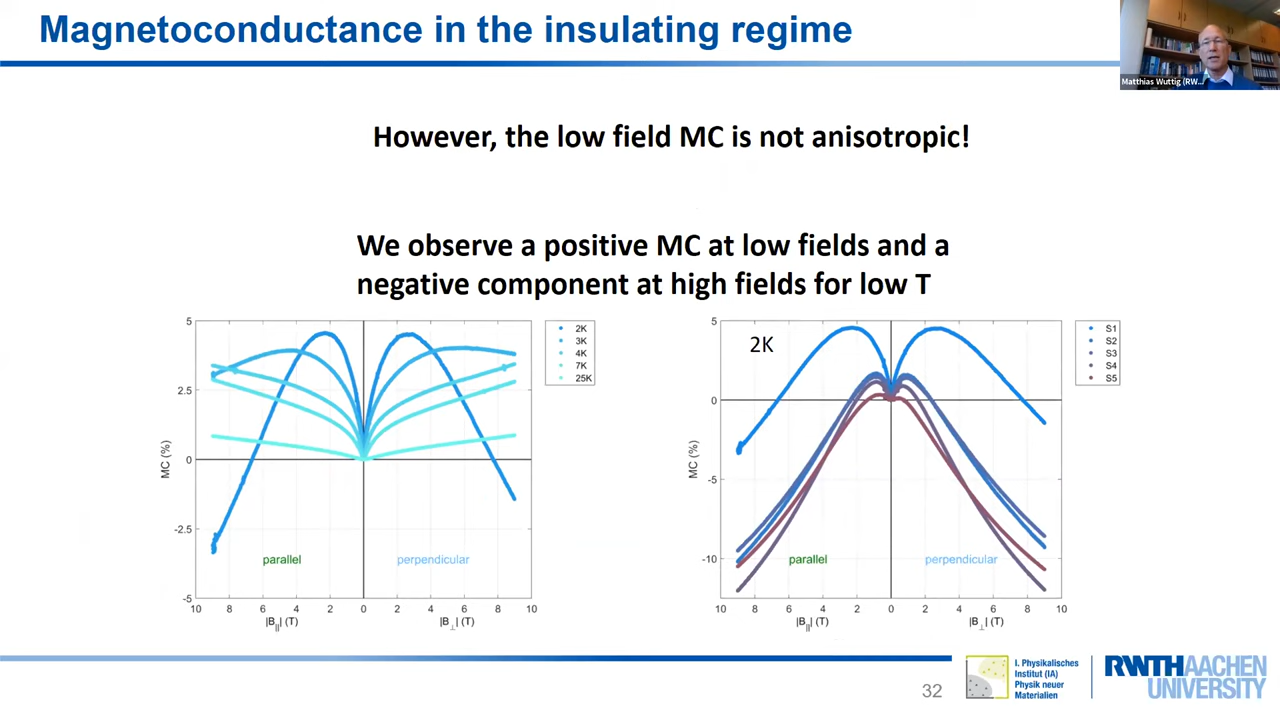 Magnetoconductance in the insulating regime
Matthias Wuttig (RW...
However, the low field MC is not anisotropic!
We observe a positive MC at low fields and a
negative component at high fields for low T
5
2.5
0
-2.5
-5
MC (%)
10 8 6 4 2 0 2 4 6 8 10
|B∥| (T)
|B⊥| (T)
parallel
perpendicular
2K
3K
4K
7K
25K
5
0
-5
-10
MC (%)
2K
10 8 6 4 2 0 2 4 6 8 10
|B∥| (T)
|B⊥| (T)
parallel
perpendicular
S1
S2
S3
S4
S5
32
I. Physikalisches
Institut (IA)
Physik neuer
Materialien
RWTH AACHEN
UNIVERSITY